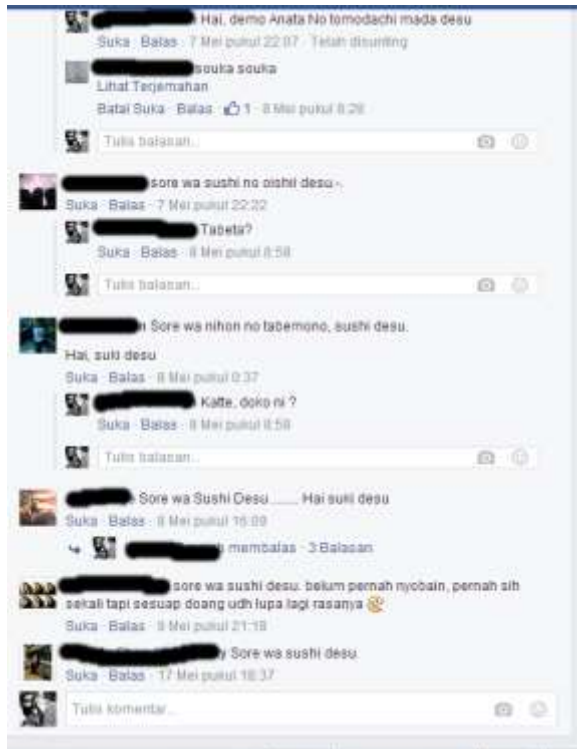 Hai, demo Anata No tomodachi mada desu
Suka · Balas · 7 Mei pukul 22:07 · Telah disunting
souka souka
Lihat Terjemahan
Batal Suka · Balas · 1 · 8 Mei pukul 8:28
Tulis balasan...
sore wa sushi no oishii desu -.
Suka · Balas · 7 Mei pukul 22:22
Tabeta?
Suka · Balas · 8 Mei pukul 8:58
Tulis balasan...
Sore wa nihon no tabemono, sushi desu.
Hai, suki desu
Suka · Balas · 8 Mei pukul 0:37
Katte, doko ni ?
Suka · Balas · 8 Mei pukul 8:58
Tulis balasan...
Sore wa Sushi Desu ....... Hai suki desu
Suka · Balas · 8 Mei pukul 16:09
membalas · 3 Balasan
sore wa sushi desu. belum pernah nyobain, pernah sih
sekali tapi sesuap doang udh lupa lagi rasanya
Suka · Balas · 9 Mei pukul 21:18
y Sore wa sushi desu
Suka · Balas · 17 Mei pukul 18:37
Tulis komentar...